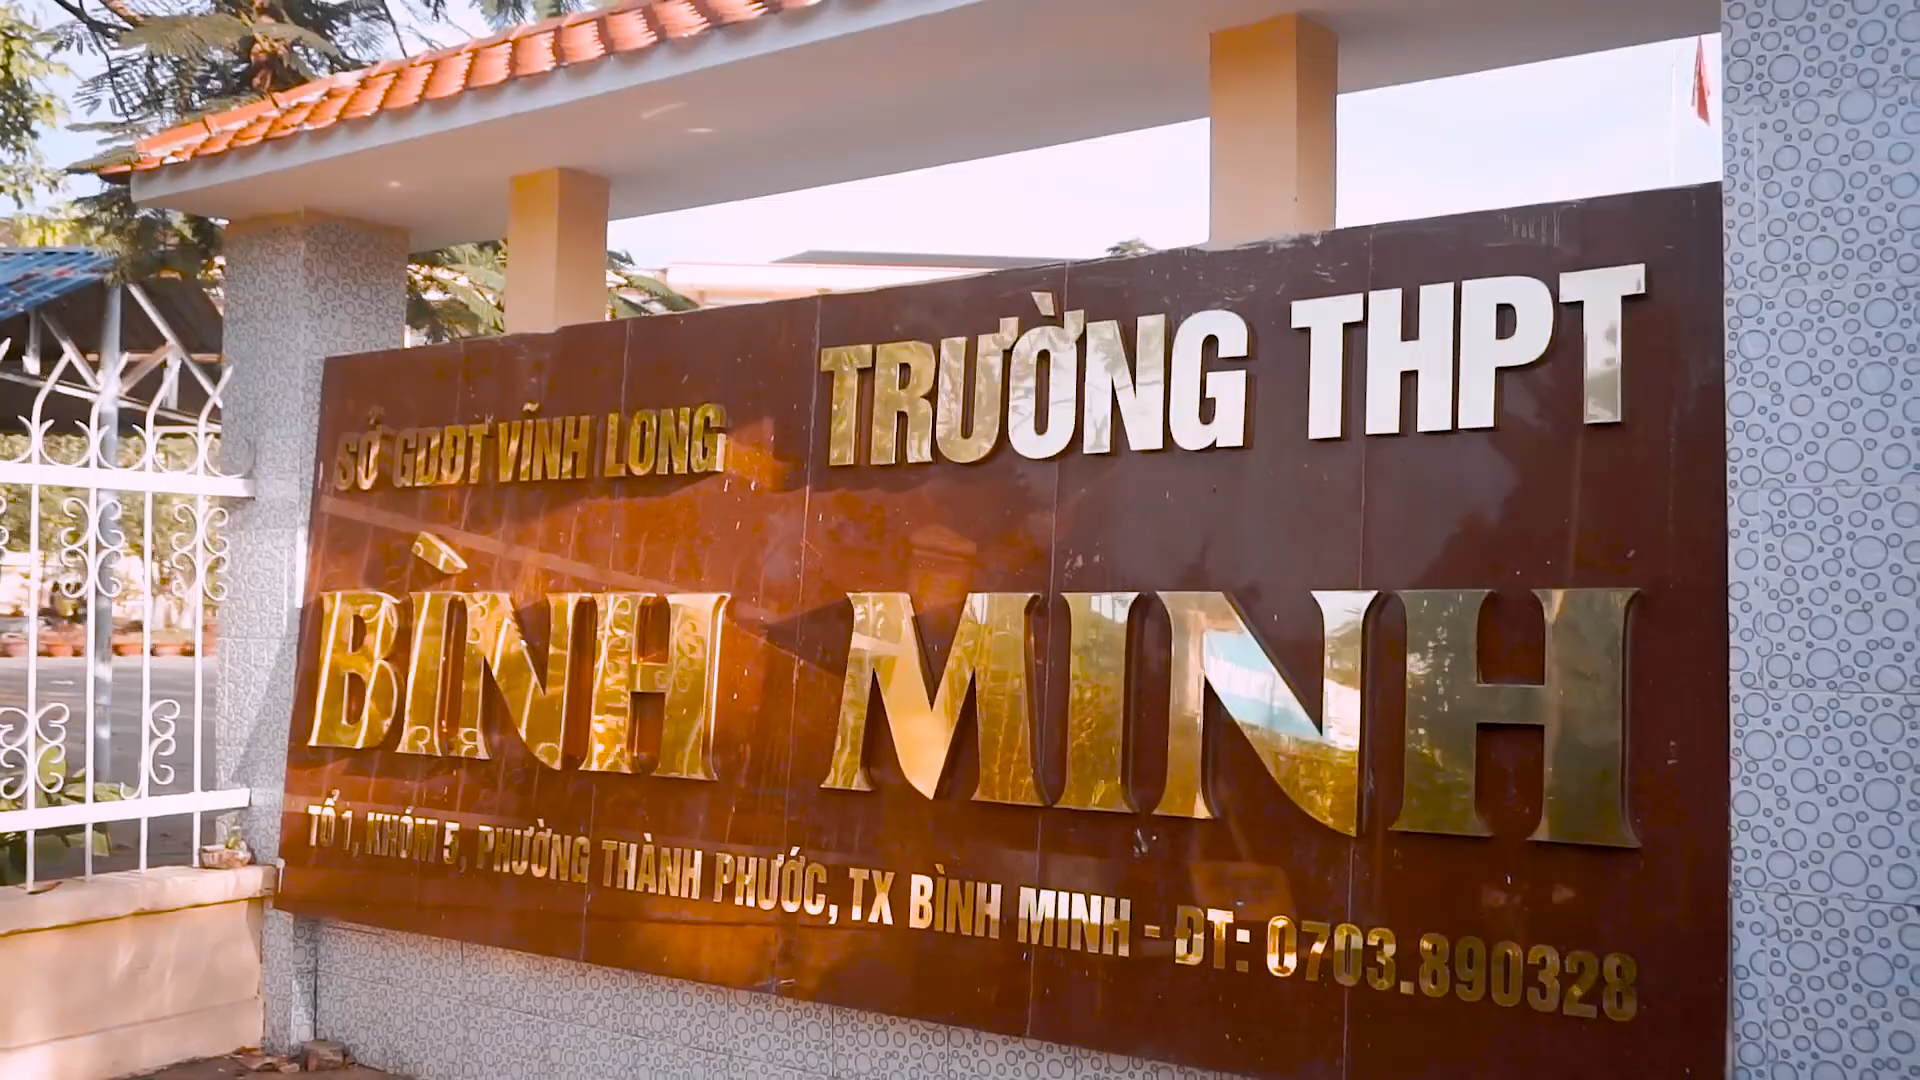 SỞ GDĐT VĨNH LONG
TRƯỜNG THPT
BÌNH MINH
TỔ 1, KHÓM 5, PHƯỜNG THÀNH PHƯỚC, TX BÌNH MINH - ĐT: 0703.890328